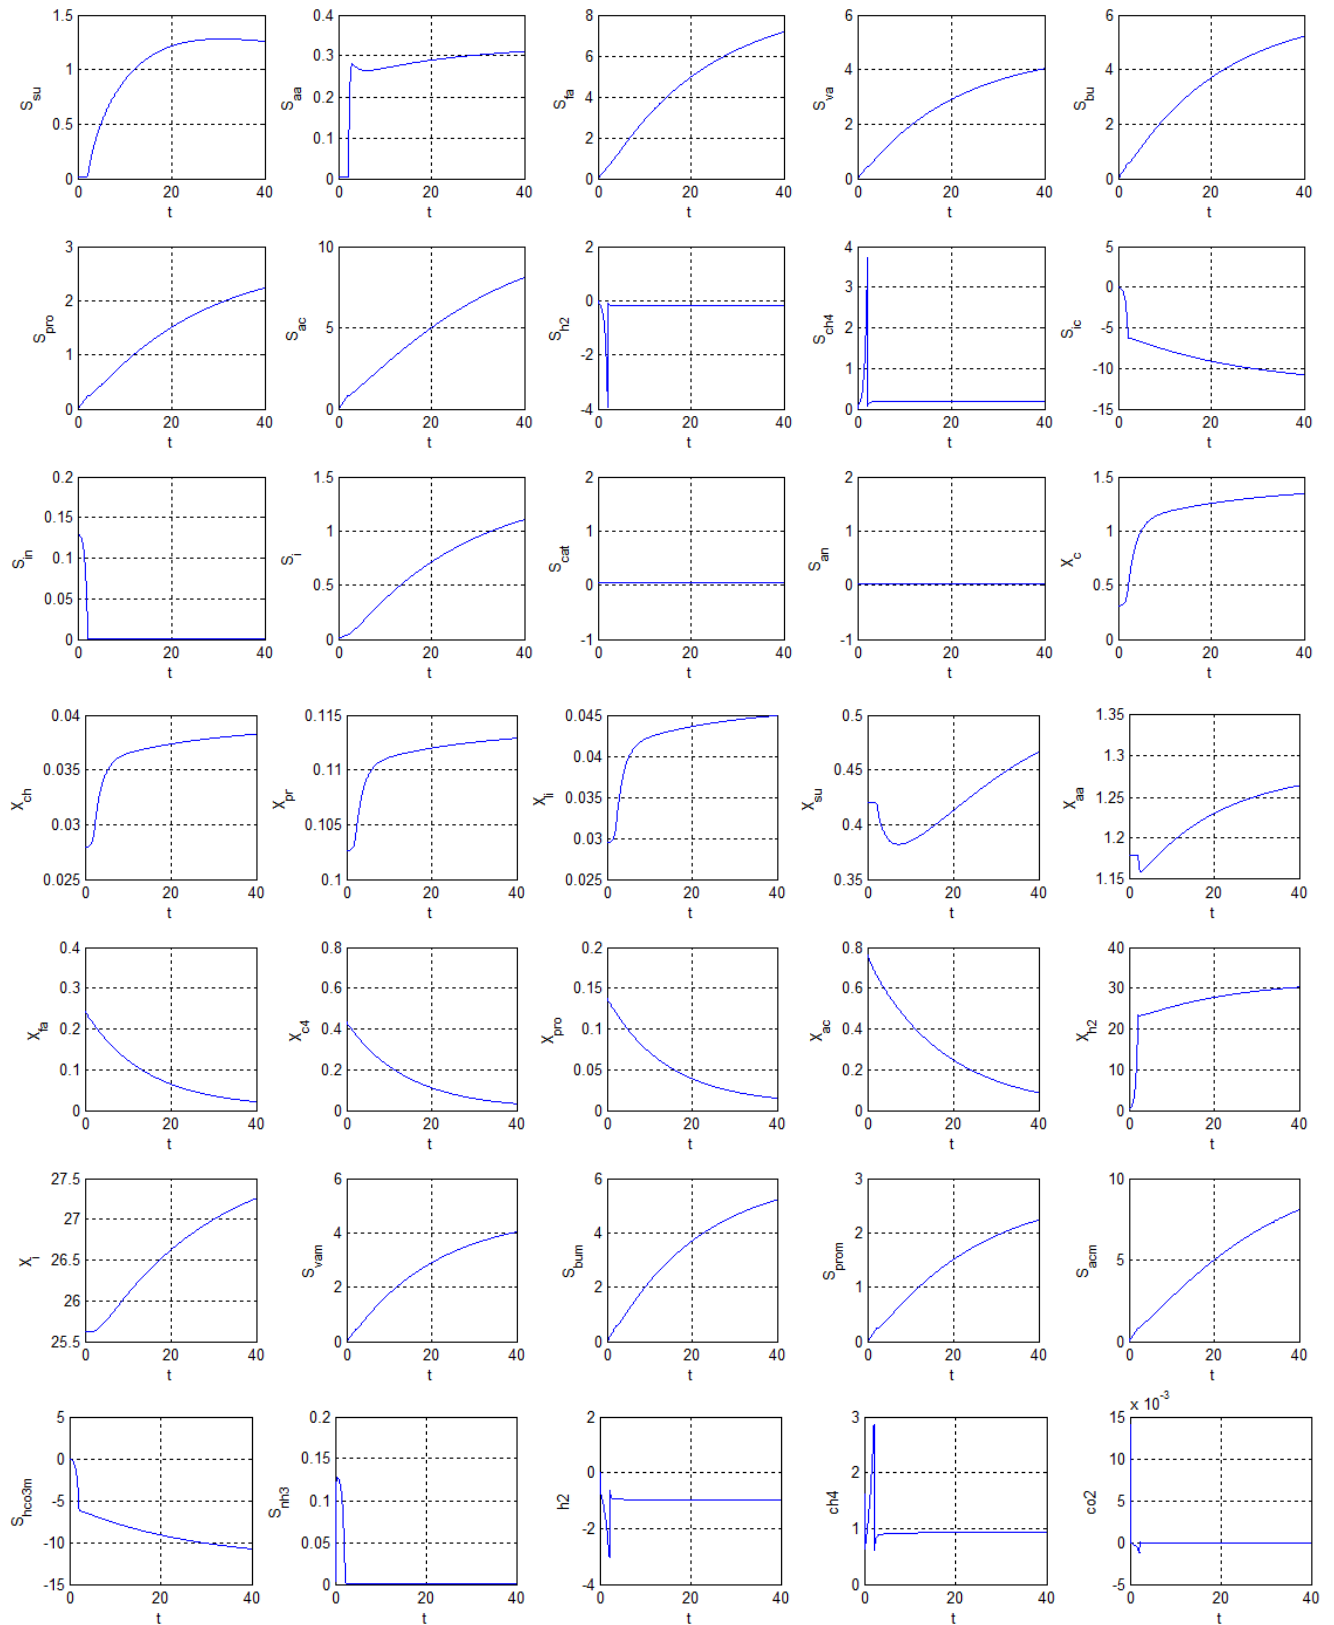 1.5
1
0.5
0
S_su
0 20 40
t
0.4
0.3
0.2
0.1
0
S_aa
0 20 40
t
8
6
4
2
0
S_fa
0 20 40
t
6
4
2
0
S_va
0 20 40
t
6
4
2
0
S_bu
0 20 40
t
3
2
1
0
S_pro
0 20 40
t
10
5
0
S_ac
0 20 40
t
2
0
-2
-4
S_h2
0 20 40
t
4
3
2
1
0
S_ch4
0 20 40
t
5
0
-5
-10
-15
S_ic
0 20 40
t
0.2
0.15
0.1
0.05
0
S_in
0 20 40
t
1.5
1
0.5
0
S_i
0 20 40
t
2
1
0
-1
S_cat
0 20 40
t
2
1
0
-1
S_an
0 20 40
t
1.5
1
0.5
0
X_c
0 20 40
t
0.04
0.035
0.03
0.025
X_ch
0 20 40
t
0.115
0.11
0.105
0.1
X_pr
0 20 40
t
0.045
0.04
0.035
0.03
0.025
X_li
0 20 40
t
0.5
0.45
0.4
0.35
X_su
0 20 40
t
1.35
1.3
1.25
1.2
1.15
X_aa
0 20 40
t
0.4
0.3
0.2
0.1
0
X_fa
0 20 40
t
0.8
0.6
0.4
0.2
0
X_c4
0 20 40
t
0.2
0.15
0.1
0.05
0
X_pro
0 20 40
t
0.8
0.6
0.4
0.2
0
X_ac
0 20 40
t
40
30
20
10
0
X_h2
0 20 40
t
27.5
27
26.5
26
25.5
X_i
0 20 40
t
6
4
2
0
S_vam
0 20 40
t
6
4
2
0
S_bum
0 20 40
t
3
2
1
0
S_prom
0 20 40
t
10
5
0
S_acm
0 20 40
t
5
0
-5
-10
-15
S_hco3m
0 20 40
t
0.2
0.15
0.1
0.05
0
S_nh3
0 20 40
t
2
0
-2
-4
h2
0 20 40
t
3
2
1
0
ch4
0 20 40
t
x 10^-3
15
10
5
0
-5
co2
0 20 40
t